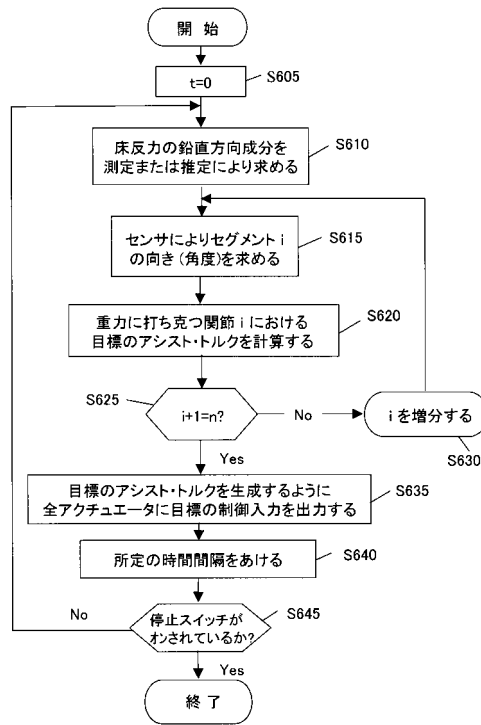 開 始
t=0
S605
床反力の鉛直方向成分を
測定または推定により求める
S610
センサによりセグメント i
の向き (角度)を求める
S615
重力に打ち克つ関節 i における
目標のアシスト・トルクを計算する
S620
S625
i+1=n?
No
i を増分する
S630
Yes
目標のアシスト・トルクを生成するように
全アクチュエータに目標の制御入力を出力する
S635
所定の時間間隔をあける
S640
No
停止スイッチが
オンされているか?
S645
Yes
終 了